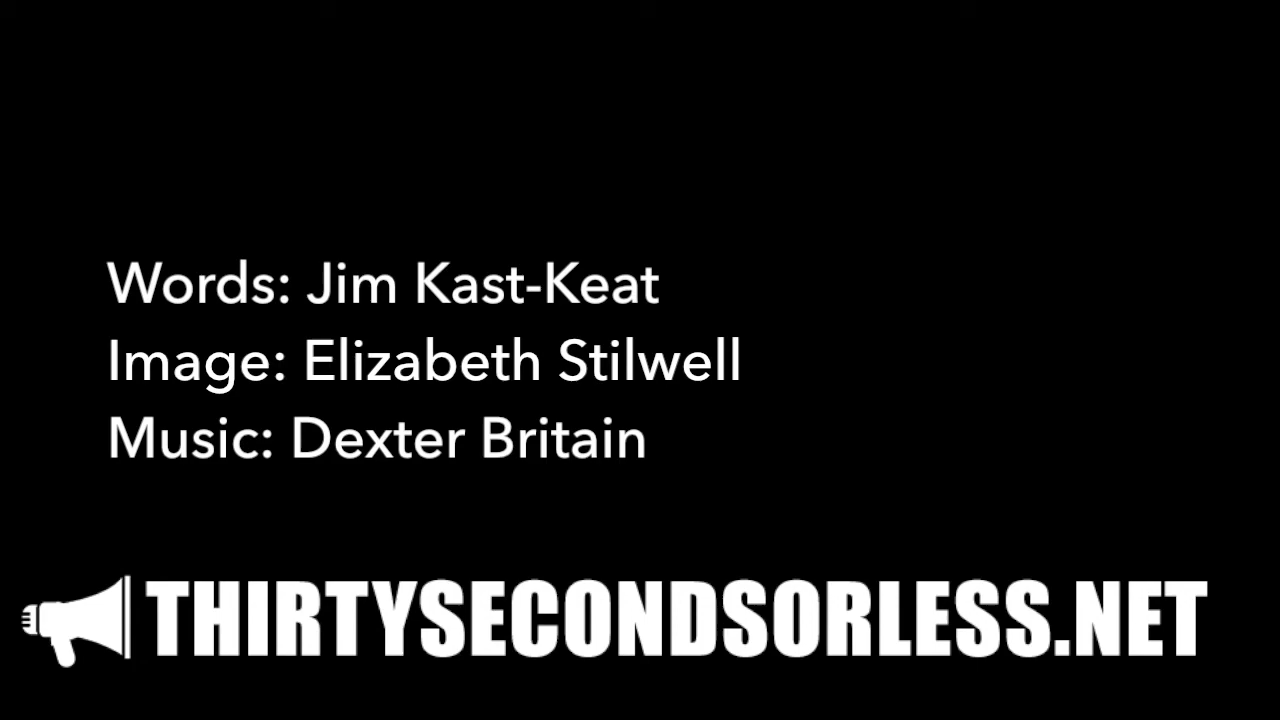 Words: Jim Kast-Keat
Image: Elizabeth Stilwell
Music: Dexter Britain
THIRTYSECONDSORLESS.NET